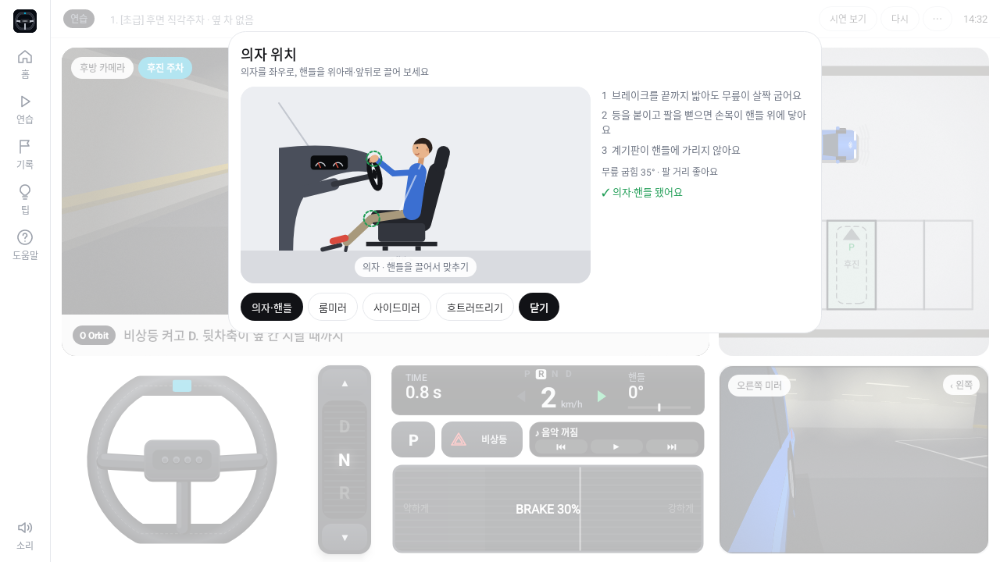 연습
1. [초급] 후면 직각주차 · 옆 차 없음
시연 보기
다시
···
14:32
홈
연습
기록
팁
도움말
소리
후방 카메라
후진 주차
의자 위치
의자를 좌우로, 핸들을 위아래·앞뒤로 끌어 보세요
의자 · 핸들을 끌어서 맞추기
1 브레이크를 끝까지 밟아도 무릎이 살짝 굽어요
2 등을 붙이고 팔을 뻗으면 손목이 핸들 위에 닿아
요
3 계기판이 핸들에 가리지 않아요
무릎 굽힘 35° · 팔 거리 좋아요
✓ 의자·핸들 됐어요
의자·핸들
룸미러
사이드미러
흐트러뜨리기
닫기
P
후진
O Orbit
비상등 켜고 D. 뒷차축이 옆 칸 지날 때까지
D
N
R
TIME
0.8 s
P R N D
2 km/h
핸들
0°
P
비상등
♪ 음악 꺼짐
BRAKE 30%
오른쪽 미러
‹ 왼쪽